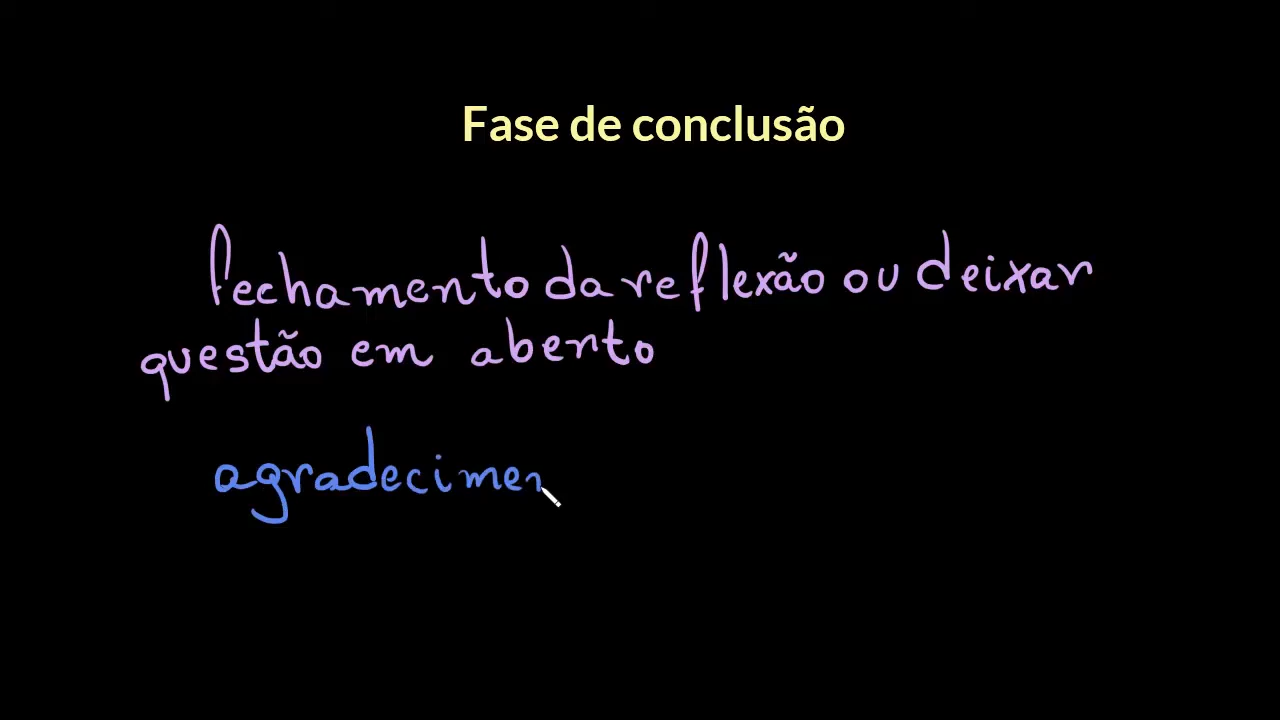 Fase de conclusão
fechamento da reflexão ou deixar
questão em aberto
agradecimen